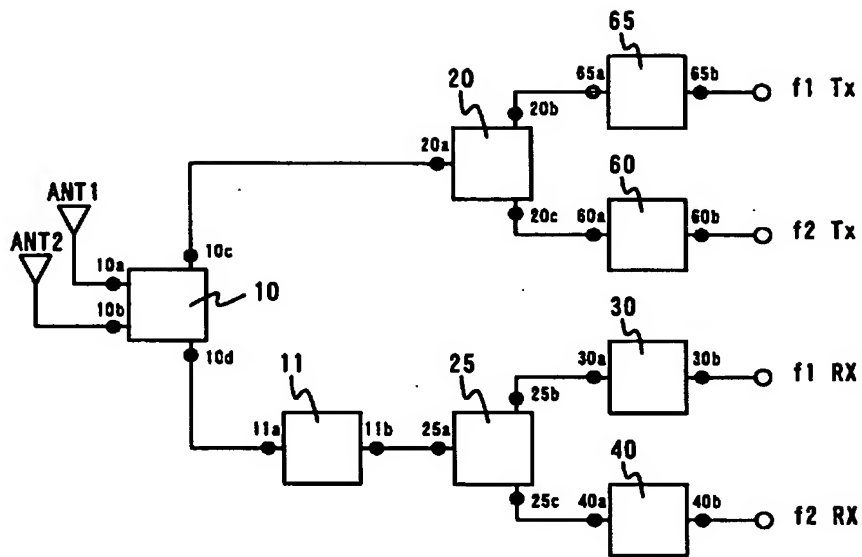 65
65a 65b f1 Tx
20
20b
20a
60
ANT1
20c 60a 60b f2 Tx
ANT2
10c
10a
10
10b
30
10d
30a 30b f1 RX
11 25
25b
11a 11b 25a
40
25c 40a 40b f2 RX